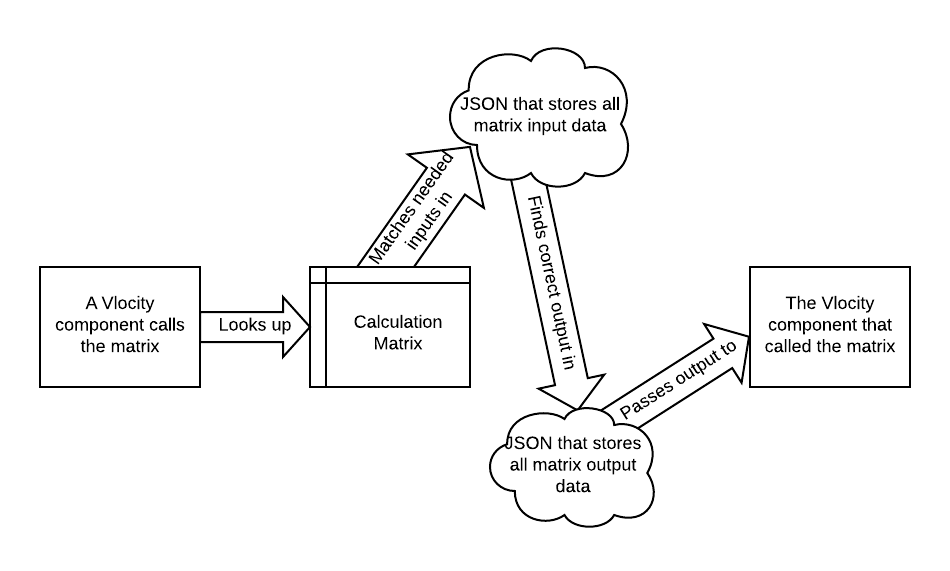 A Vlocity
component calls
the matrix
Looks up
Calculation
Matrix
Matches needed
inputs in
JSON that stores all
matrix input data
Finds correct output in
JSON that stores
all matrix output
data
Passes output to
The Vlocity
component that
called the matrix